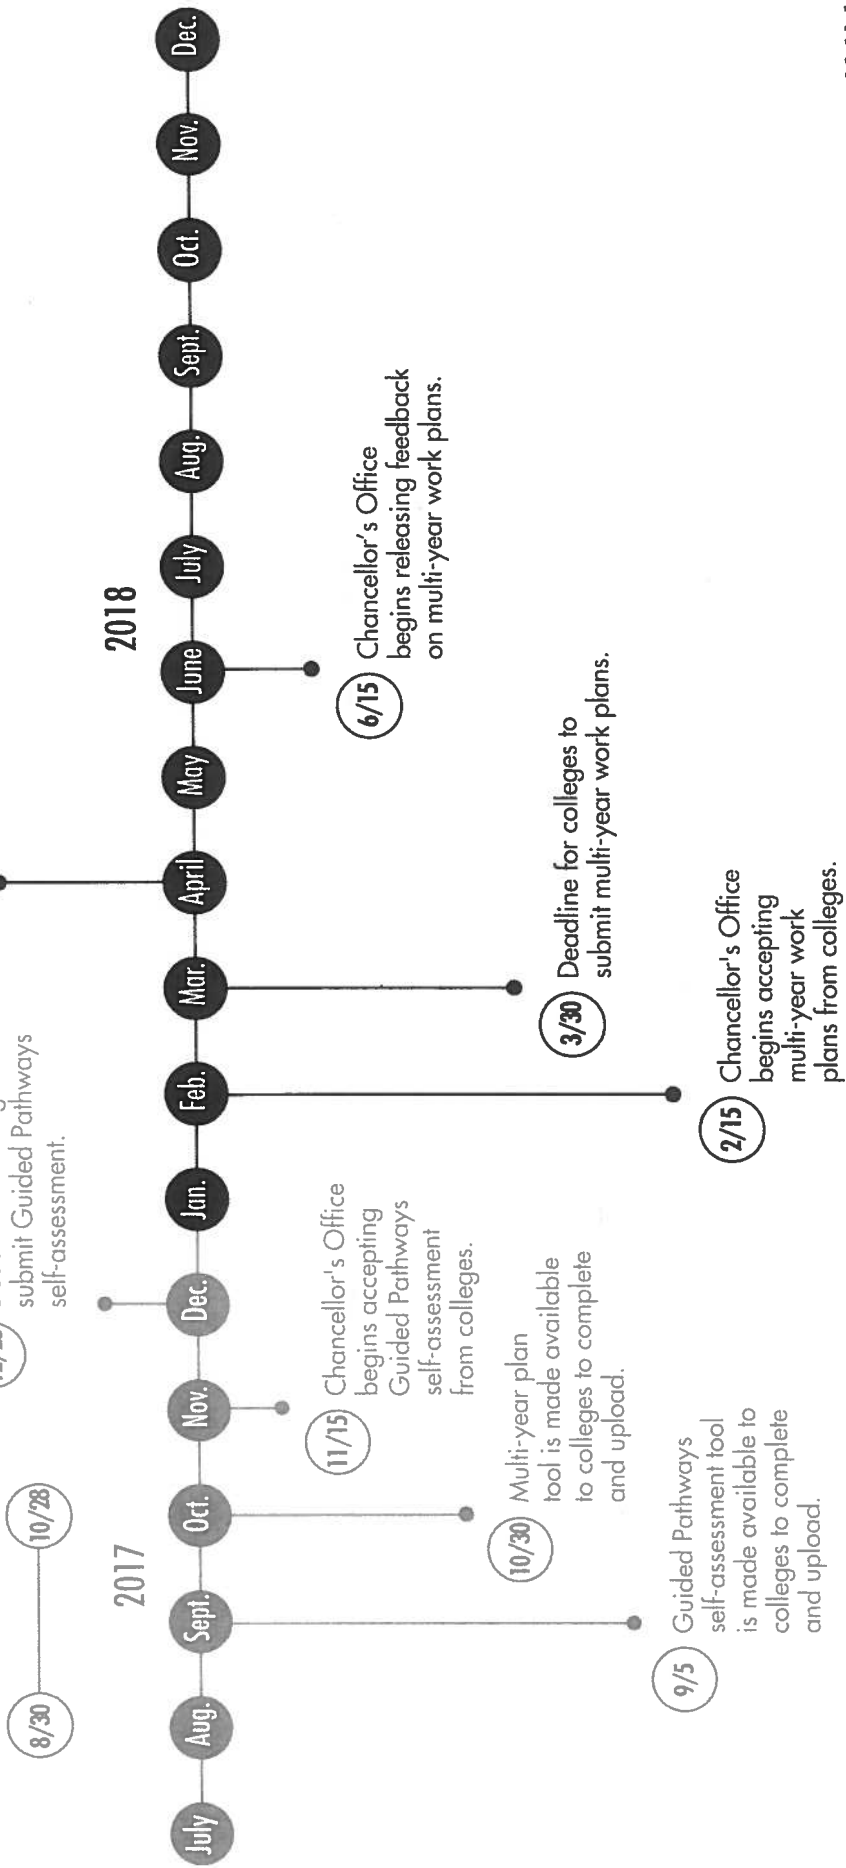 submit Guided Pathways
self-assessment.
8/30
10/28
2017
2018
July
Aug.
Sept.
Oct.
Nov.
Dec.
Jan.
Feb.
Mar.
April
May
June
July
Aug.
Sept.
Oct.
Nov.
Dec.
9/5
Guided Pathways
self-assessment tool
is made available to
colleges to complete
and upload.
10/30
Multi-year plan
tool is made available
to colleges to complete
and upload.
11/15
Chancellor's Office
begins accepting
Guided Pathways
self-assessment
from colleges.
2/15
Chancellor's Office
begins accepting
multi-year work
plans from colleges.
3/30
Deadline for colleges to
submit multi-year work plans.
6/15
Chancellor's Office
begins releasing feedback
on multi-year work plans.